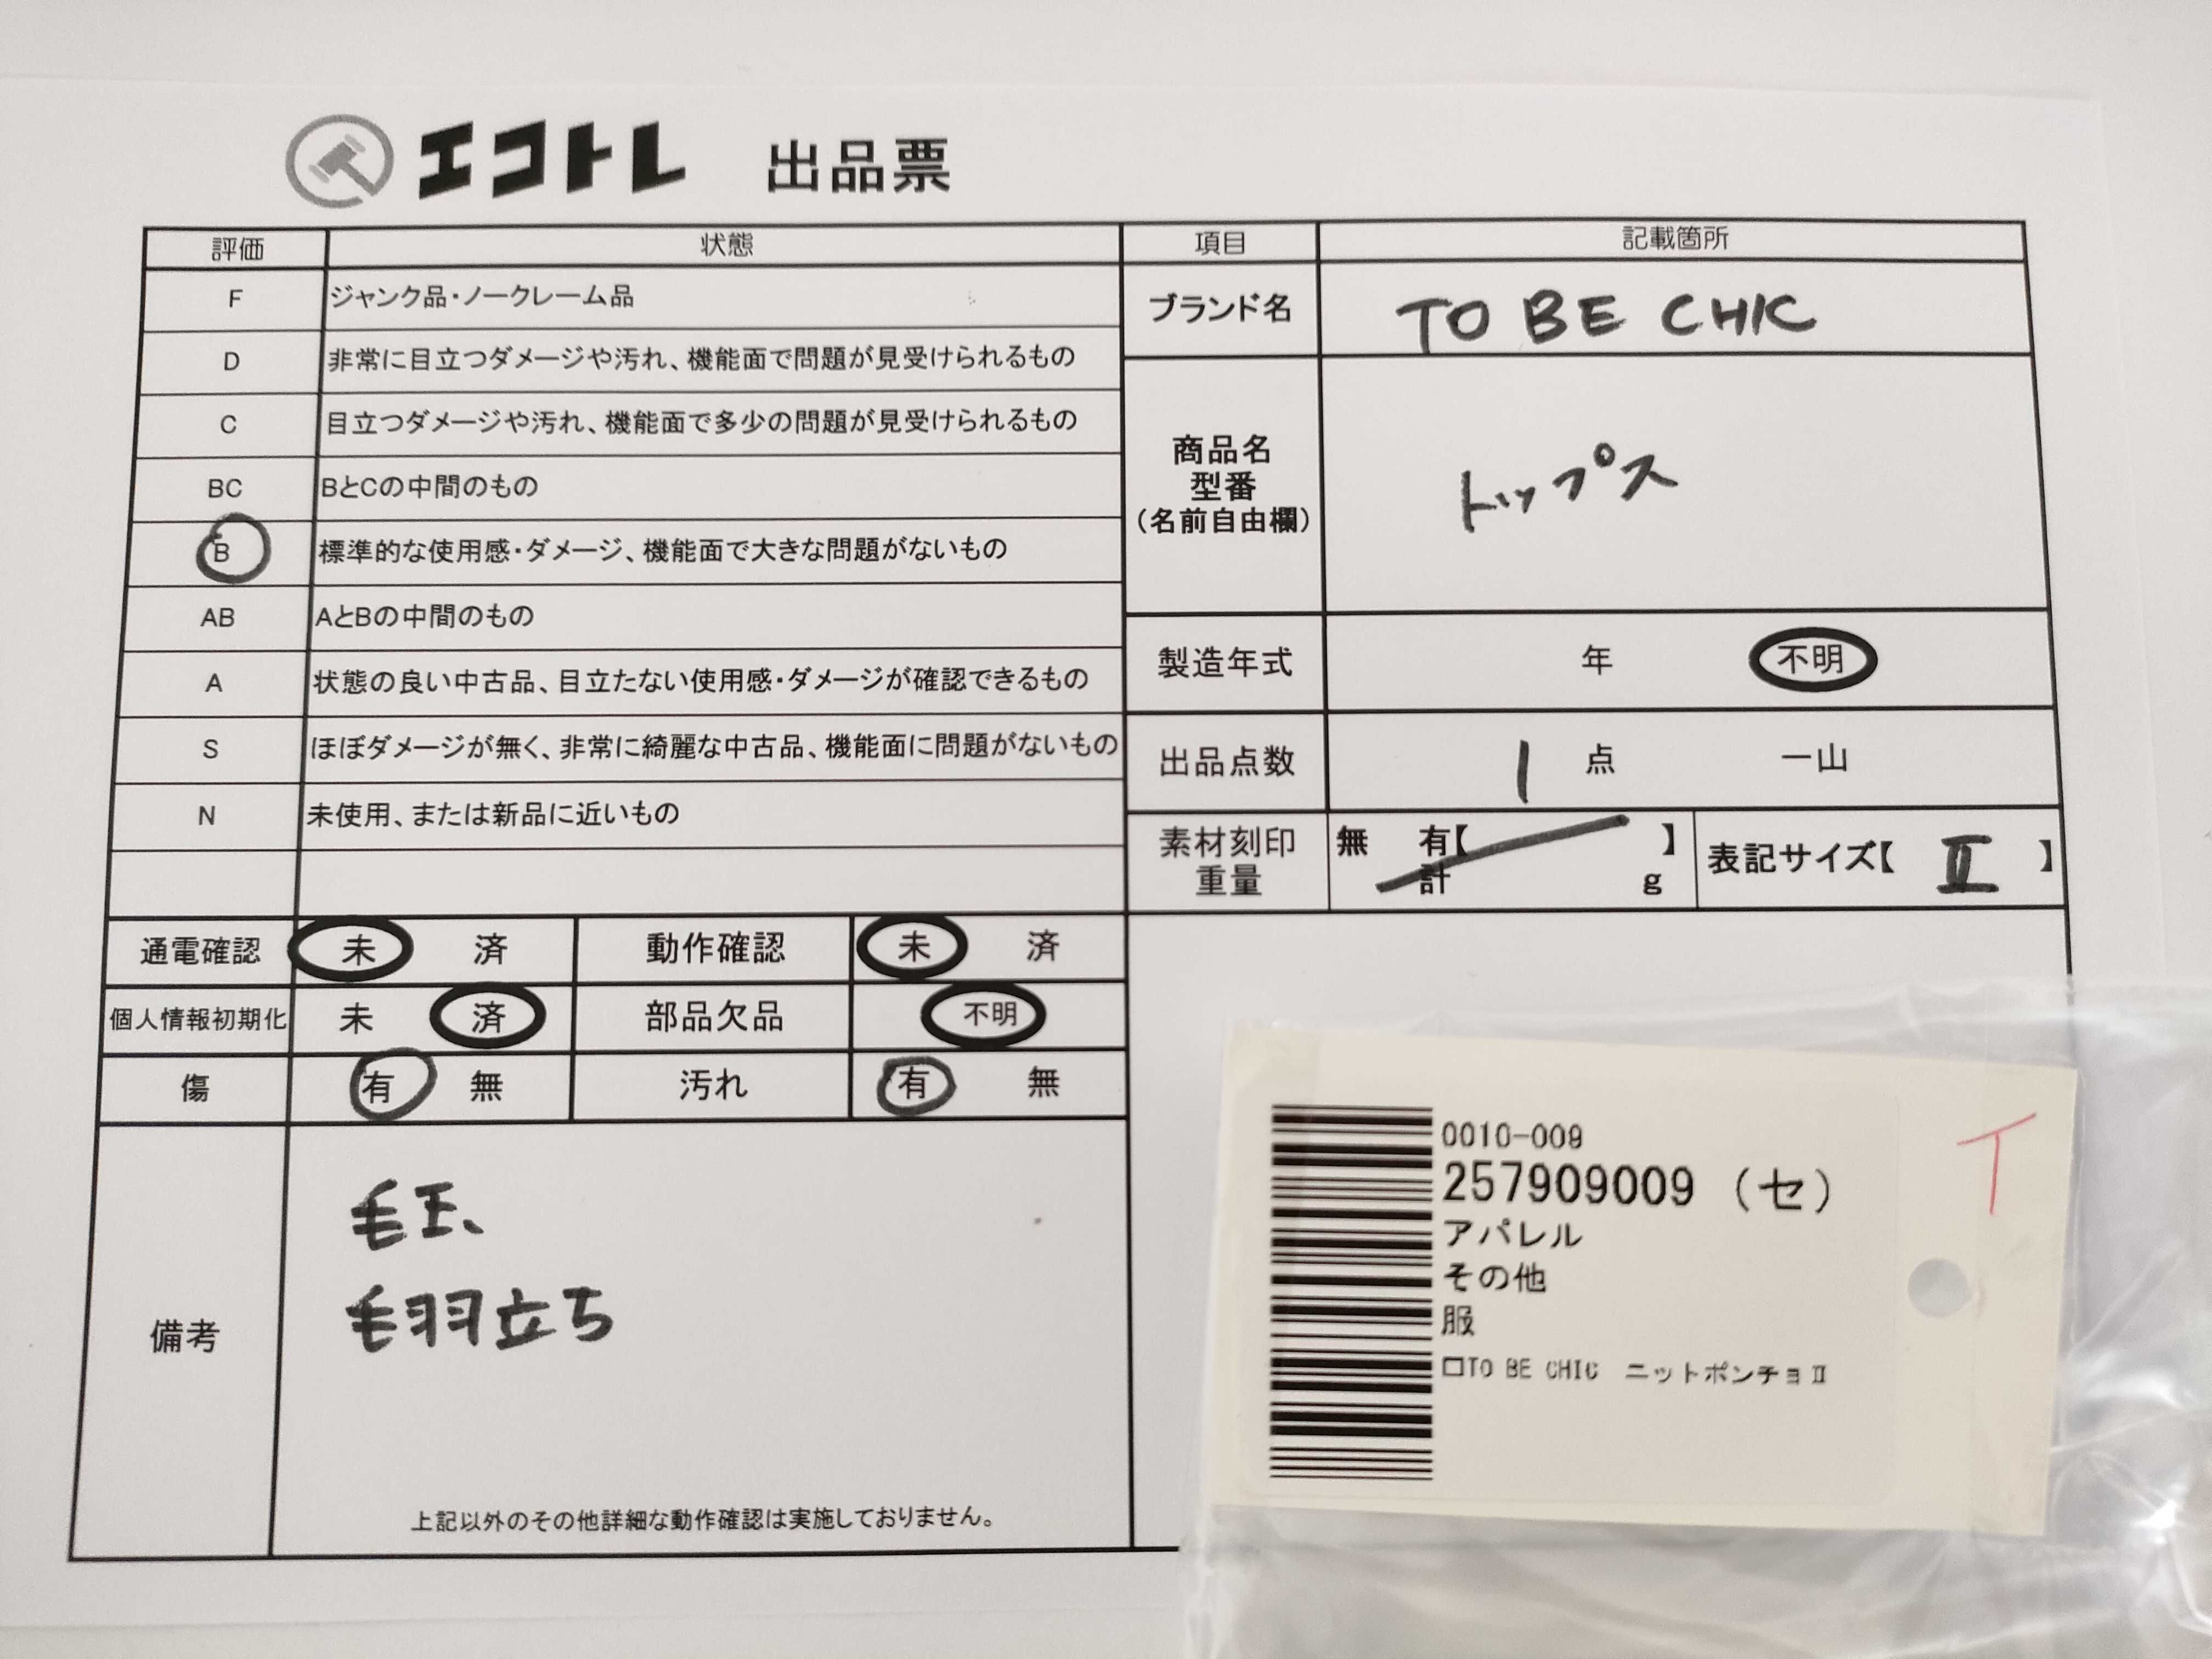 エコトレ 出品票
評価 状態 項目 記載箇所
F ジャンク品・ノークレーム品
D 非常に目立つダメージや汚れ、機能面で問題が見受けられるもの
C 目立つダメージや汚れ、機能面で多少の問題が見受けられるもの
BC BとCの中間のもの
B 標準的な使用感・ダメージ、機能面で大きな問題がないもの
AB AとBの中間のもの
A 状態の良い中古品、目立たない使用感・ダメージが確認できるもの
S ほぼダメージが無く、非常に綺麗な中古品、機能面に問題がないもの
N 未使用、または新品に近いもの
ブランド名 TO BE CHIC
商品名
型番
(名前自由欄)
トップス
製造年式 年 不明
出品点数 1 点 一山
素材刻印
重量
無 有【 】
計 g
表記サイズ【 Ⅱ 】
通電確認 未 済 動作確認 未 済
個人情報初期化 未 済 部品欠品 不明
傷 有 無 汚れ 有 無
備考
毛玉、
毛羽立ち
上記以外のその他詳細な動作確認は実施しておりません。
0010-009
257909009 (セ)
アパレル
その他
服
口TO BE CHIC ニットポンチョⅡ
イ